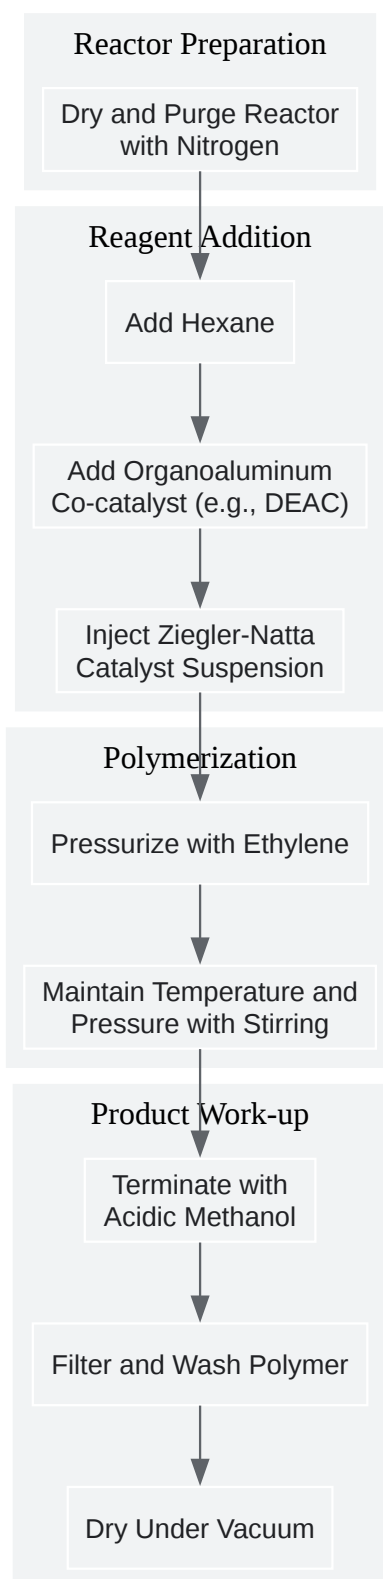 Reactor Preparation
Dry and Purge Reactor
with Nitrogen
Reagent Addition
Add Hexane
Add Organoaluminum
Co-catalyst (e.g., DEAC)
Inject Ziegler-Natta
Catalyst Suspension
Polymerization
Pressurize with Ethylene
Maintain Temperature and
Pressure with Stirring
Product Work-up
Terminate with
Acidic Methanol
Filter and Wash Polymer
Dry Under Vacuum